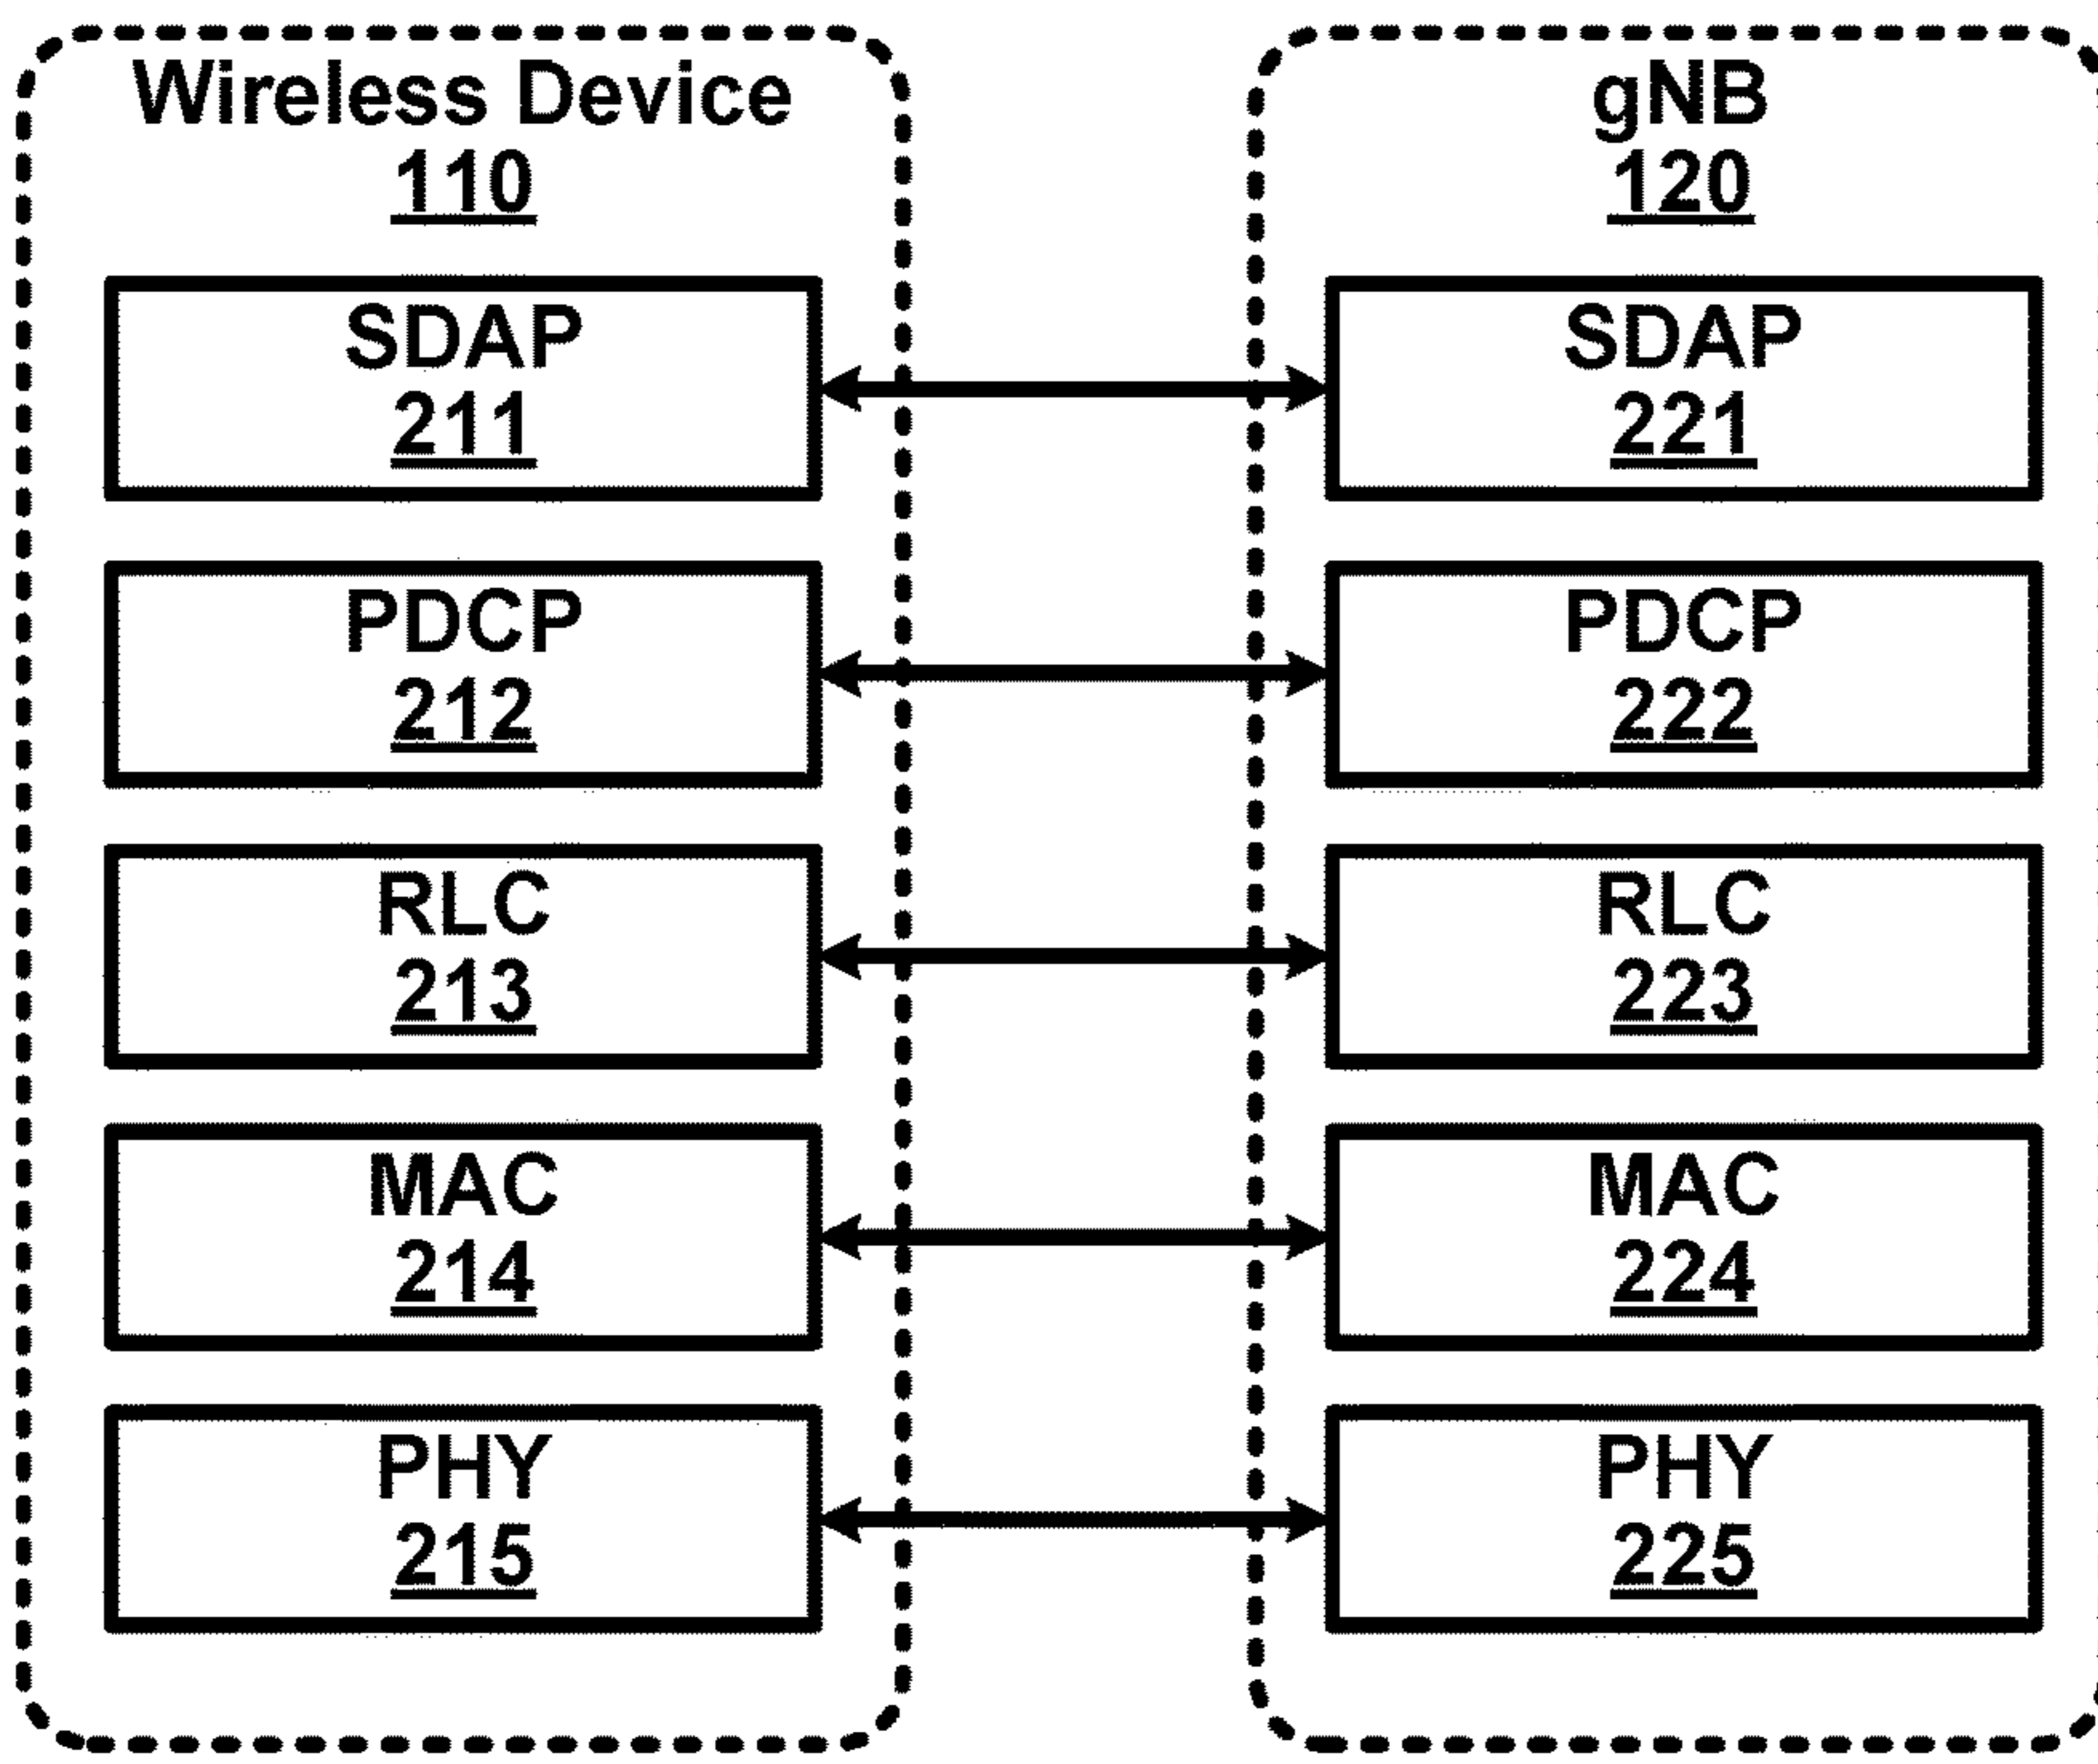 Wireless Device
110
SDAP
211
PDCP
212
RLC
213
MAC
214
PHY
215
gNB
120
SDAP
221
PDCP
222
RLC
223
MAC
224
PHY
225